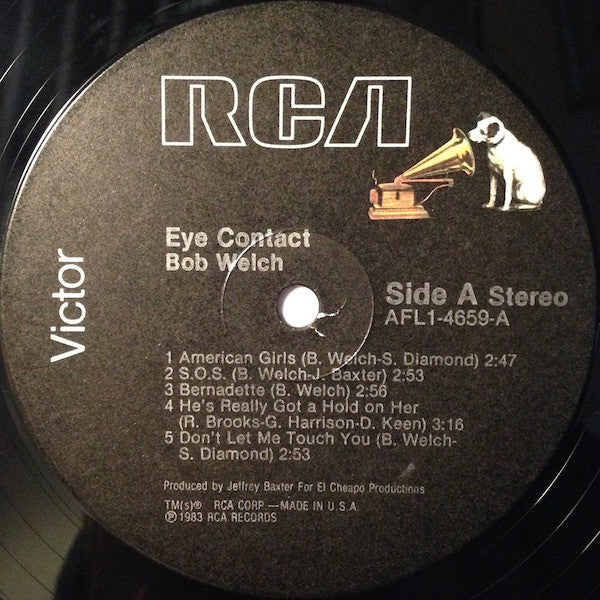 RCA
Victor
Eye Contact
Bob Welch
Side A Stereo
AFL1-4659-A
1 American Girls (B. Welch-S. Diamond) 2:47
2 S.O.S. (B. Welch-J. Baxter) 2:53
3 Bernadette (B. Welch) 2:56
4 He's Really Got a Hold on Her
(R. Brooks-G. Harrison-D. Keen) 3:16
5 Don't Let Me Touch You (B. Welch-
S. Diamond) 2:53
Produced by Jeffrey Baxter For El Cheapo Productions
TM(s)® RCA CORP.—MADE IN U.S.A
℗1983 RCA RECORDS